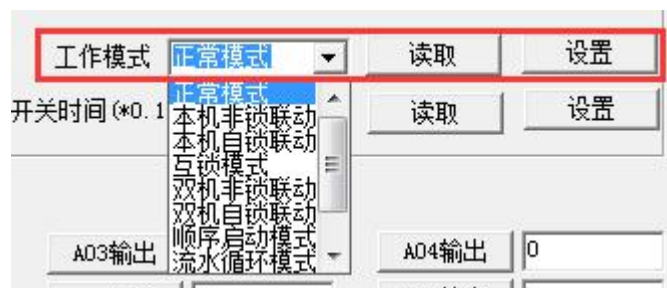 工作模式 正常模式 读取 设置
正常模式
开关时间(*0.1 读取 设置
本机非锁联动
本机自锁联动
互锁模式
双机非锁联动
双机自锁联动
顺序启动模式
AO3输出 AO4输出 0
流水循环模式